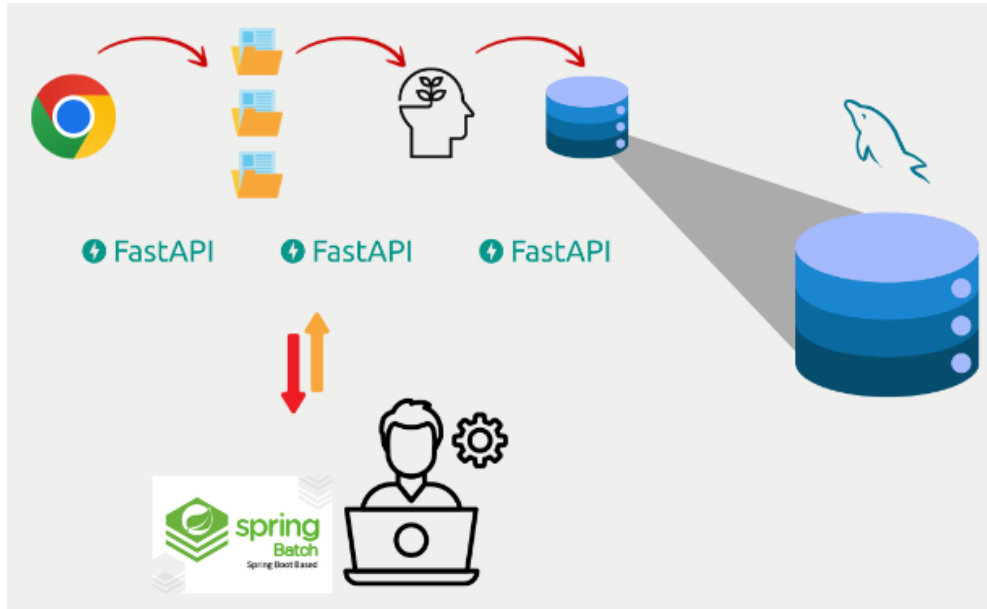 FastAPI
FastAPI
FastAPI
spring
Batch
Spring Boot Based